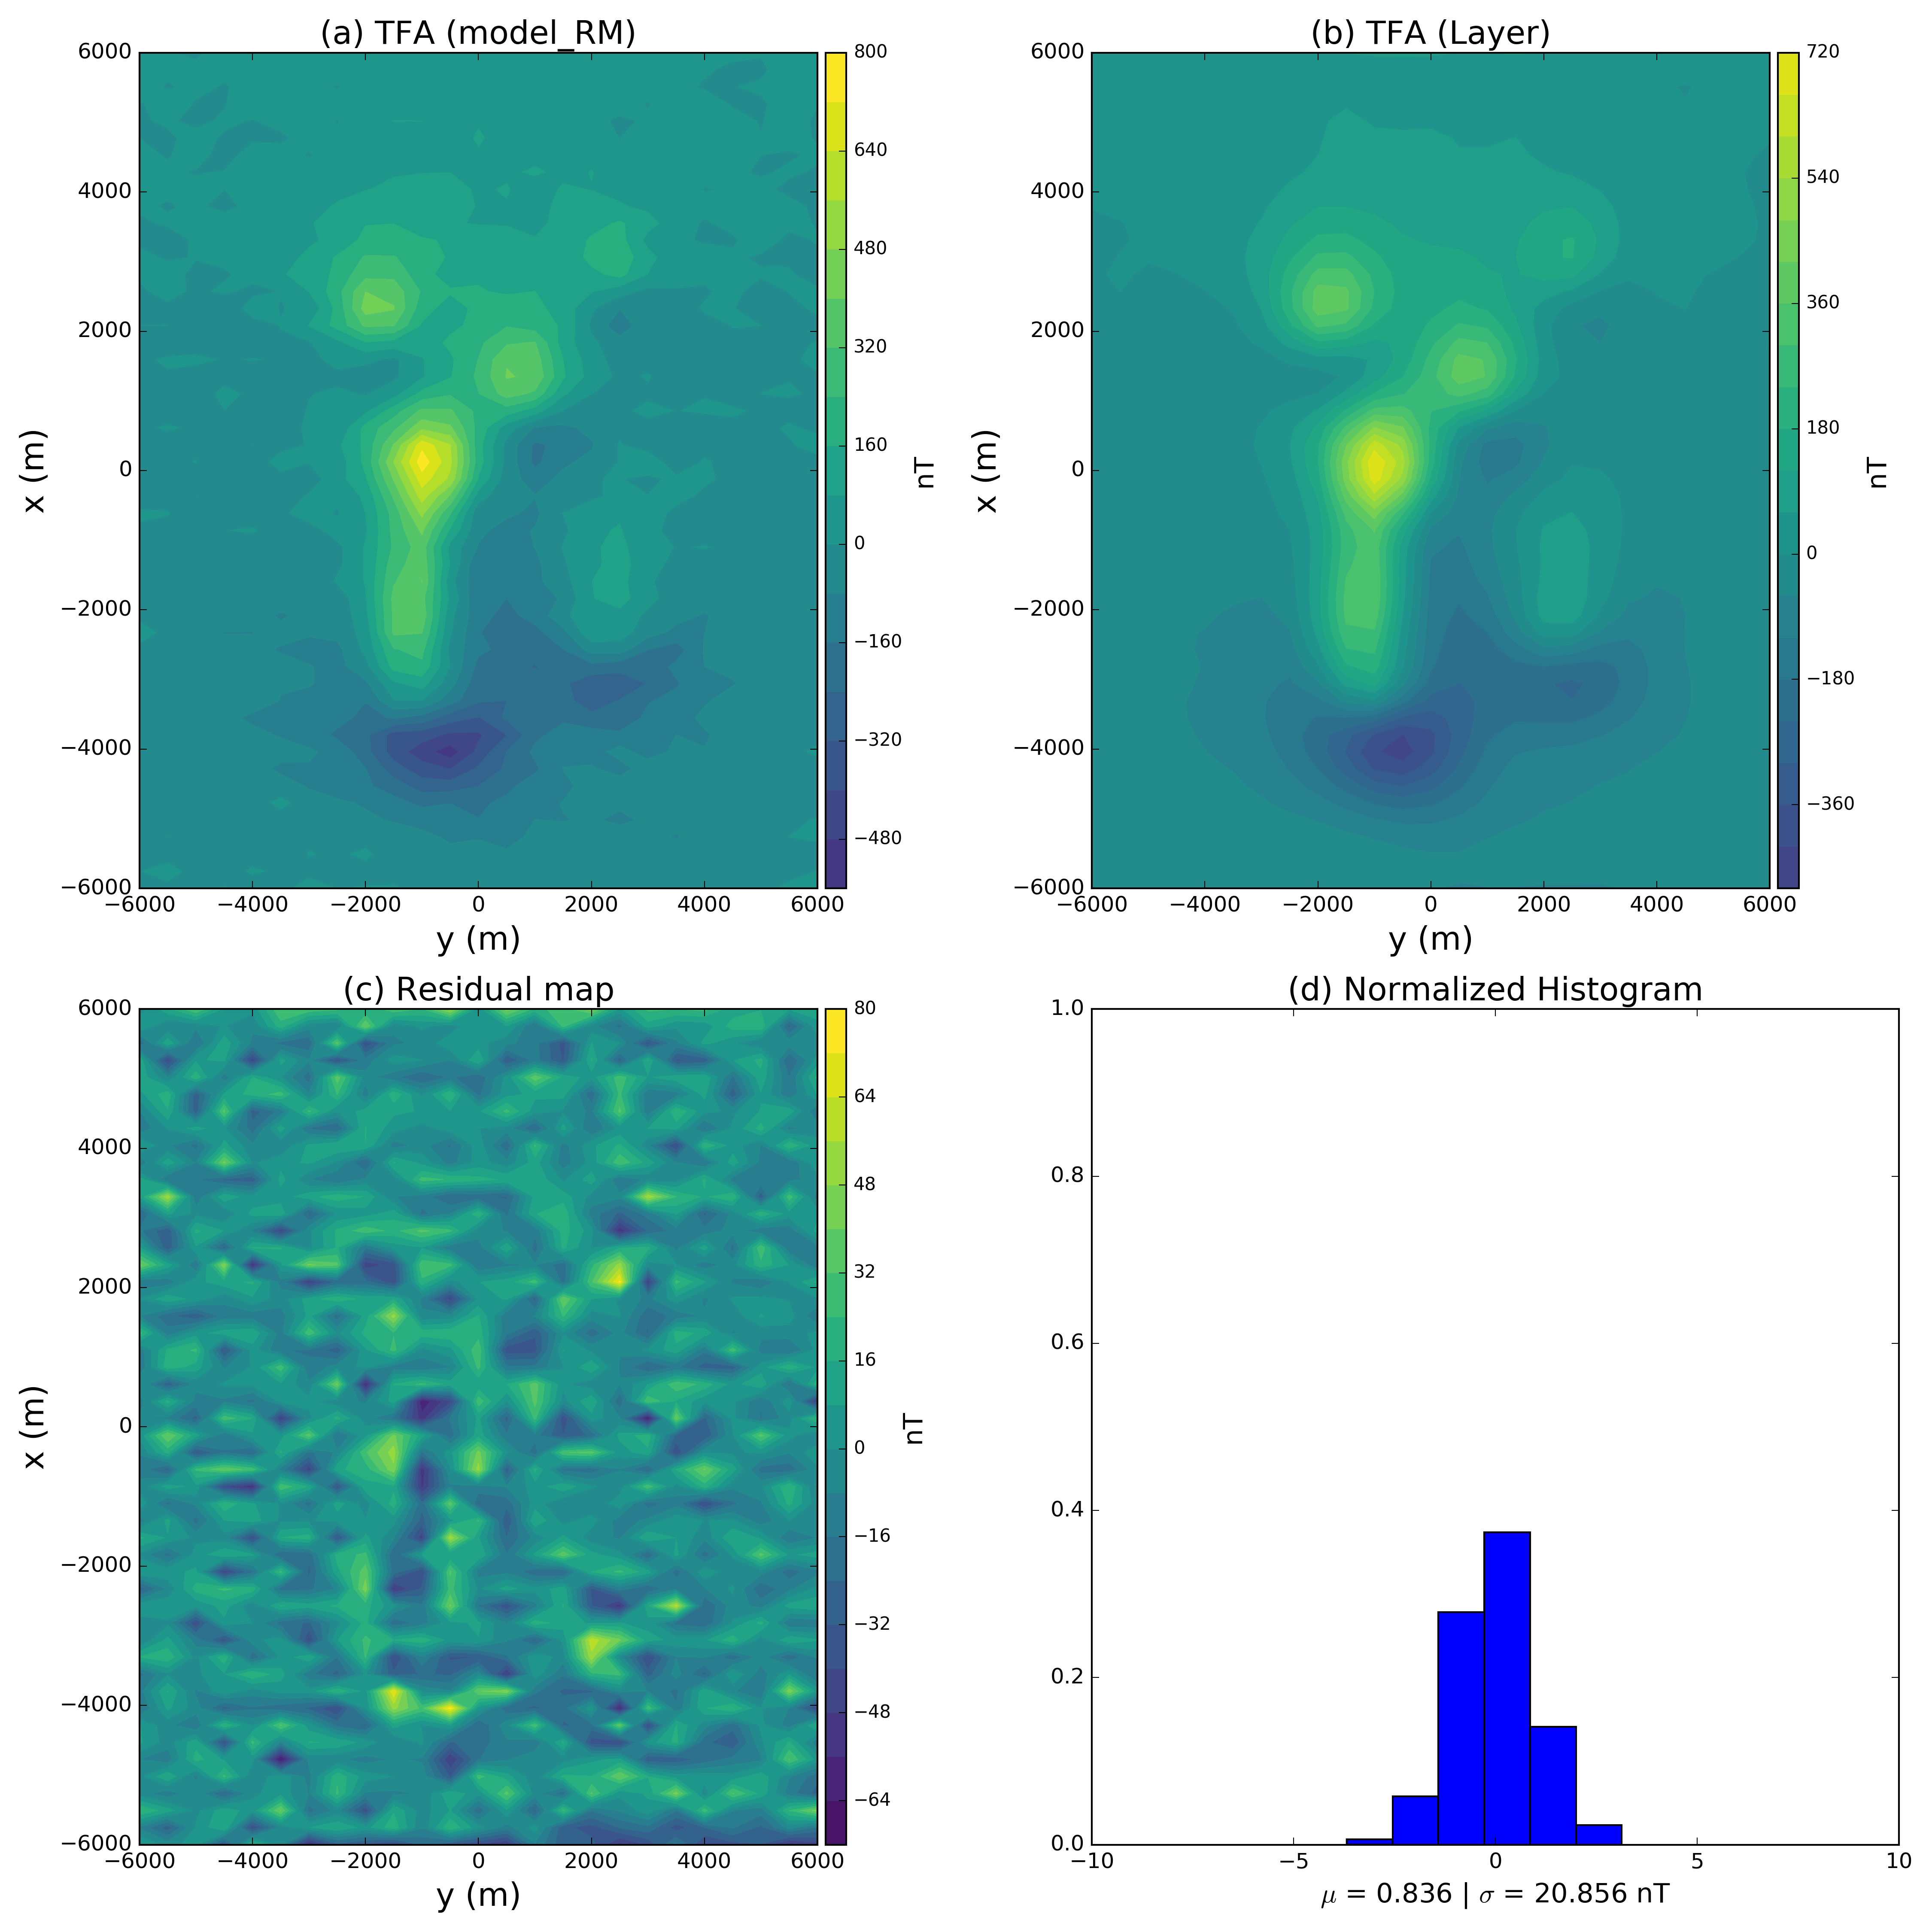 (a) TFA (model_RM)
6000
4000
2000
0
−2000
−4000
−6000
x (m)
−6000 −4000 −2000 0 2000 4000 6000
y (m)
800
640
480
320
160
0
−160
−320
−480
nT
(b) TFA (Layer)
6000
4000
2000
0
−2000
−4000
−6000
x (m)
−6000 −4000 −2000 0 2000 4000 6000
y (m)
720
540
360
180
0
−180
−360
nT
(c) Residual map
6000
4000
2000
0
−2000
−4000
−6000
x (m)
−6000 −4000 −2000 0 2000 4000 6000
y (m)
80
64
48
32
16
0
−16
−32
−48
−64
nT
(d) Normalized Histogram
1.0
0.8
0.6
0.4
0.2
0.0
−10 −5 0 5 10
μ = 0.836 | σ = 20.856 nT